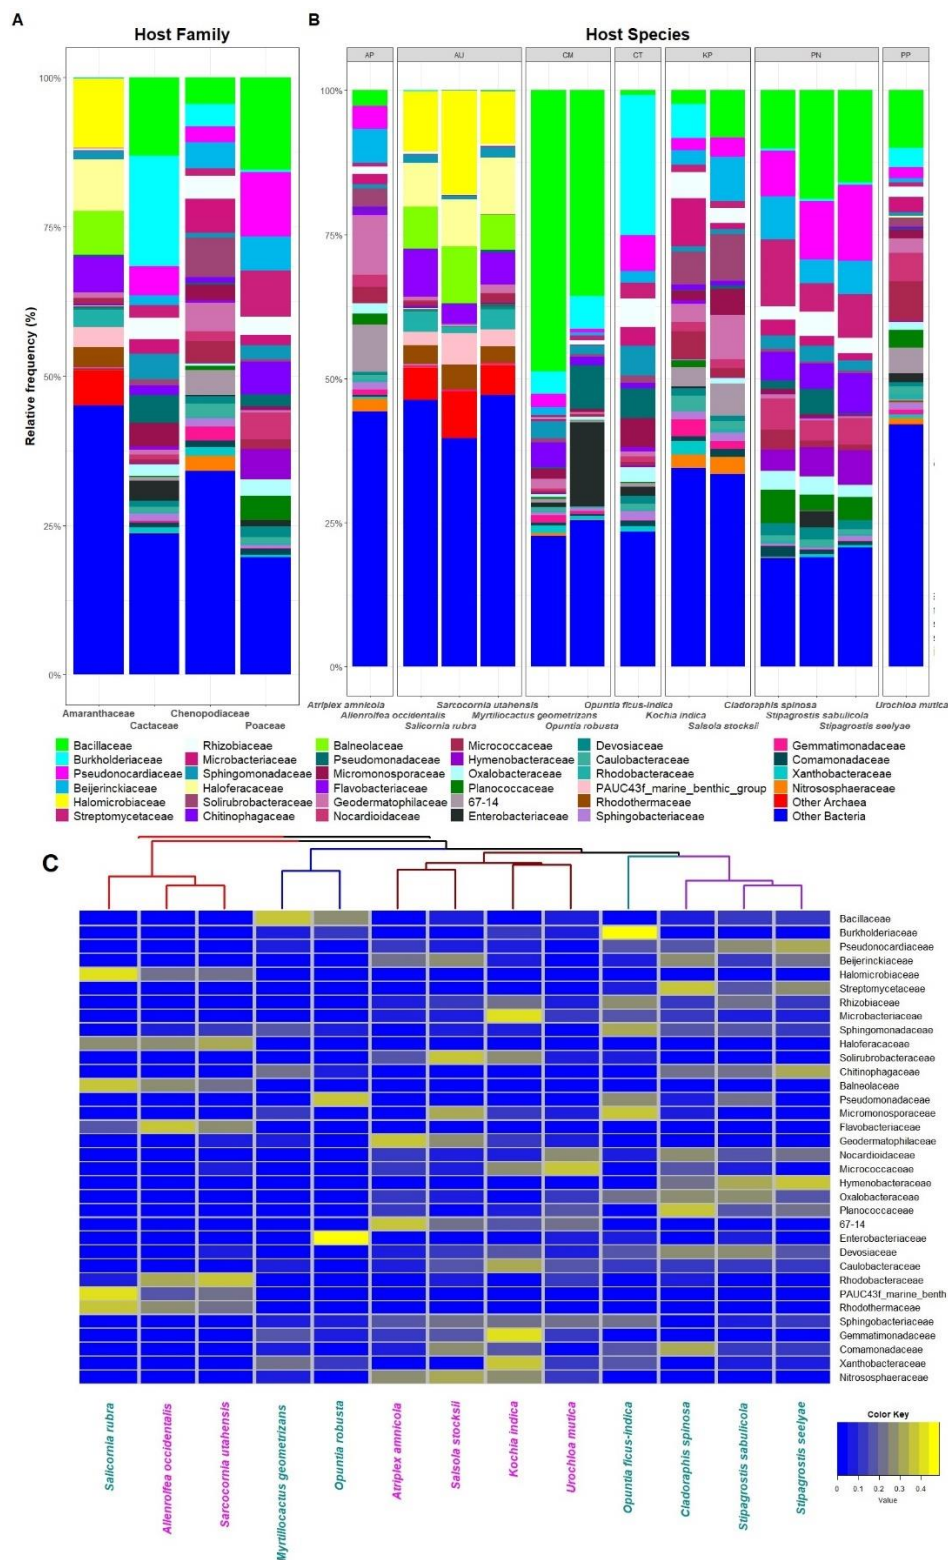 A
Host Family
B
Host Species
AP
AU
CM
CT
KP
PN
PP
Relative frequency (%)
100%
75%
50%
25%
0%
100%
75%
50%
25%
0%
Amaranthaceae
Cactaceae
Chenopodiaceae
Poaceae
Atriplex amnicola
Allenrolfea occidentalis
Salicornia rubra
Sarcocornia utahensis
Myrtillocactus geometrizans
Opuntia robusta
Opuntia ficus-indica
Kochia indica
Salsola stocksii
Cladoraphis spinosa
Stipagrostis sabulicola
Stipagrostis seelyae
Urochloa mutica
Bacillaceae
Burkholderiaceae
Pseudonocardiaceae
Beijerinckiaceae
Halomicrobiaceae
Streptomycetaceae
Rhizobiaceae
Microbacteriaceae
Sphingomonadaceae
Haloferacaceae
Solirubrobacteraceae
Chitinophagaceae
Balneolaceae
Pseudomonadaceae
Micromonosporaceae
Flavobacteriaceae
Geodermatophilaceae
Nocardioidaceae
Micrococcaceae
Hymenobacteraceae
Oxalobacteraceae
Planococcaceae
67-14
Enterobacteriaceae
Devosiaceae
Caulobacteraceae
Rhodobacteraceae
PAUC43f_marine_benthic_group
Rhodothermaceae
Sphingobacteriaceae
Gemmatimonadaceae
Comamonadaceae
Xanthobacteraceae
Nitrososphaeraceae
Other Archaea
Other Bacteria
C
Bacillaceae
Burkholderiaceae
Pseudonocardiaceae
Beijerinckiaceae
Halomicrobiaceae
Streptomycetaceae
Rhizobiaceae
Microbacteriaceae
Sphingomonadaceae
Haloferacaceae
Solirubrobacteraceae
Chitinophagaceae
Balneolaceae
Pseudomonadaceae
Micromonosporaceae
Flavobacteriaceae
Geodermatophilaceae
Nocardioidaceae
Micrococcaceae
Hymenobacteraceae
Oxalobacteraceae
Planococcaceae
67-14
Enterobacteriaceae
Devosiaceae
Caulobacteraceae
Rhodobacteraceae
PAUC43f_marine_benth
Rhodothermaceae
Sphingobacteriaceae
Gemmatimonadaceae
Comamonadaceae
Xanthobacteraceae
Nitrososphaeraceae
Salicornia rubra
Allenrolfea occidentalis
Sarcocornia utahensis
Myrtillocactus geometrizans
Opuntia robusta
Atriplex amnicola
Salsola stocksii
Kochia indica
Urochloa mutica
Opuntia ficus-indica
Cladoraphis spinosa
Stipagrostis sabulicola
Stipagrostis seelyae
Color Key
0 0.1 0.2 0.3 0.4
Value